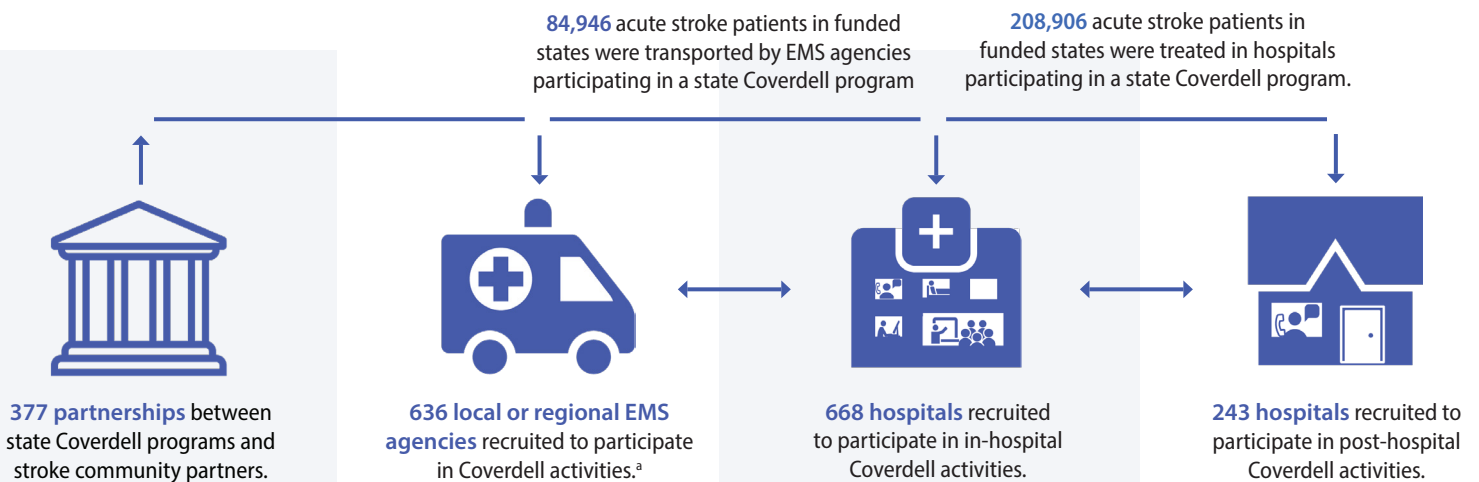 84,946 acute stroke patients in funded
states were transported by EMS agencies
participating in a state Coverdell program
208,906 acute stroke patients in
funded states were treated in hospitals
participating in a state Coverdell program.
377 partnerships between
state Coverdell programs and
stroke community partners.
636 local or regional EMS
agencies recruited to participate
in Coverdell activities.ᵃ
668 hospitals recruited
to participate in in-hospital
Coverdell activities.
243 hospitals recruited to
participate in post-hospital
Coverdell activities.